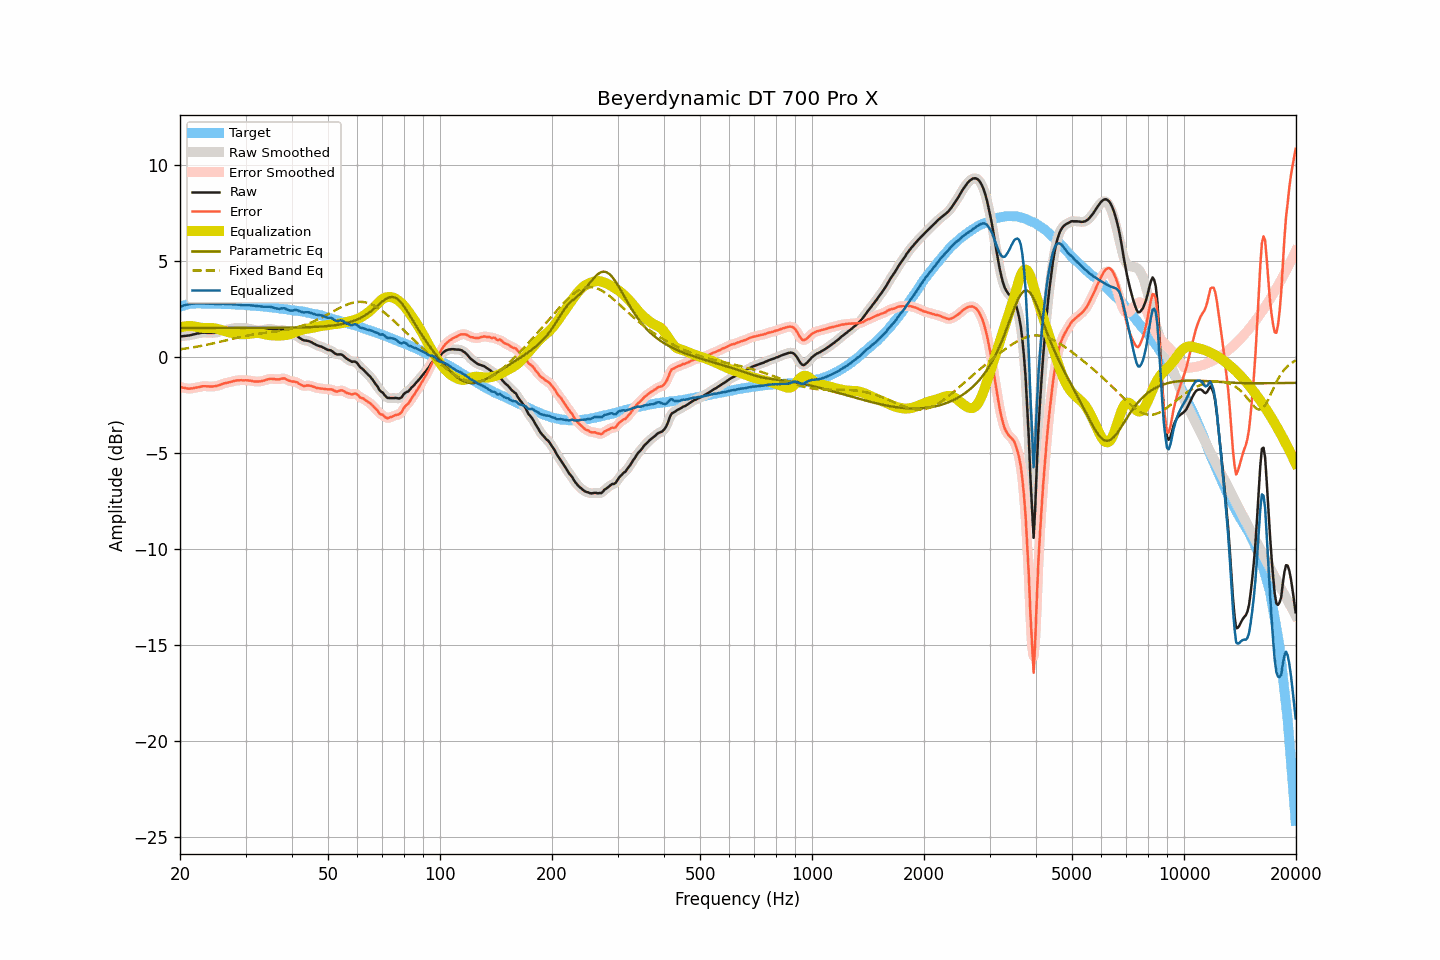 Beyerdynamic DT 700 Pro X
Target
Raw Smoothed
Error Smoothed
Raw
Error
Equalization
Parametric Eq
Fixed Band Eq
Equalized
10
5
0
−5
−10
−15
−20
−25
Amplitude (dBr)
20 50 100 200 500 1000 2000 5000 10000 20000
Frequency (Hz)